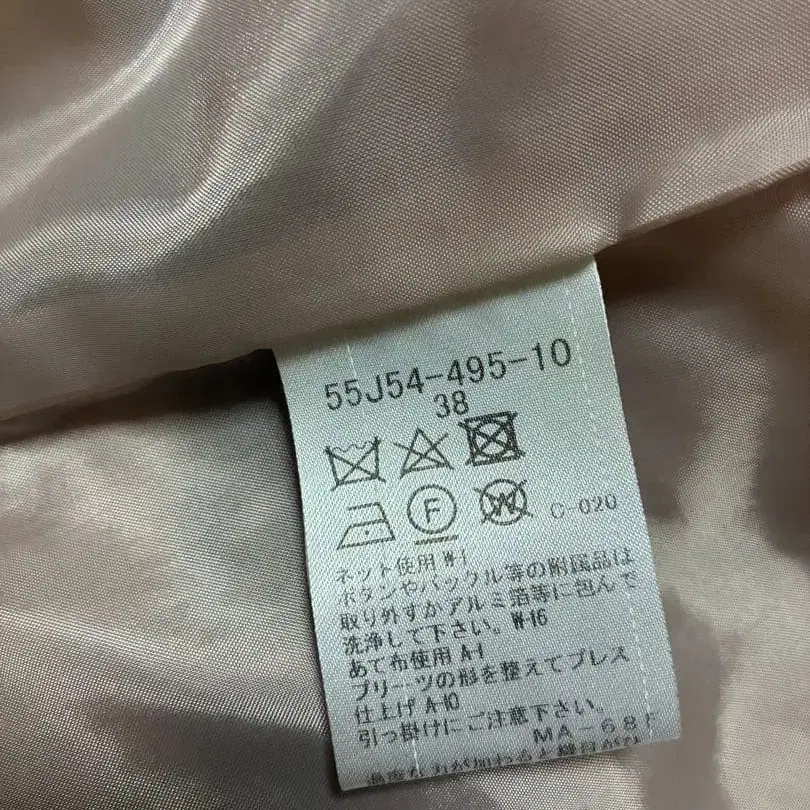 55J54-495-10
38
F
W
C-020
ネット使用 W-1
ボタンやバックル等の附属品は
取り外すかアルミ箔等に包んで
洗浄して下さい。W-16
あて布使用 A-1
プリーツの形を整えてプレス
仕上げ A-10
引っ掛けにご注意下さい。
MA-68F